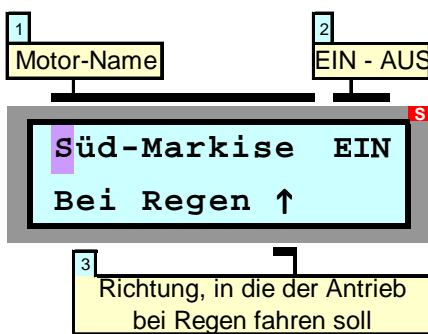 1
Motor-Name
2
EIN - AUS
S
Süd-Markise EIN
Bei Regen ↑
3
Richtung, in die der Antrieb
bei Regen fahren soll